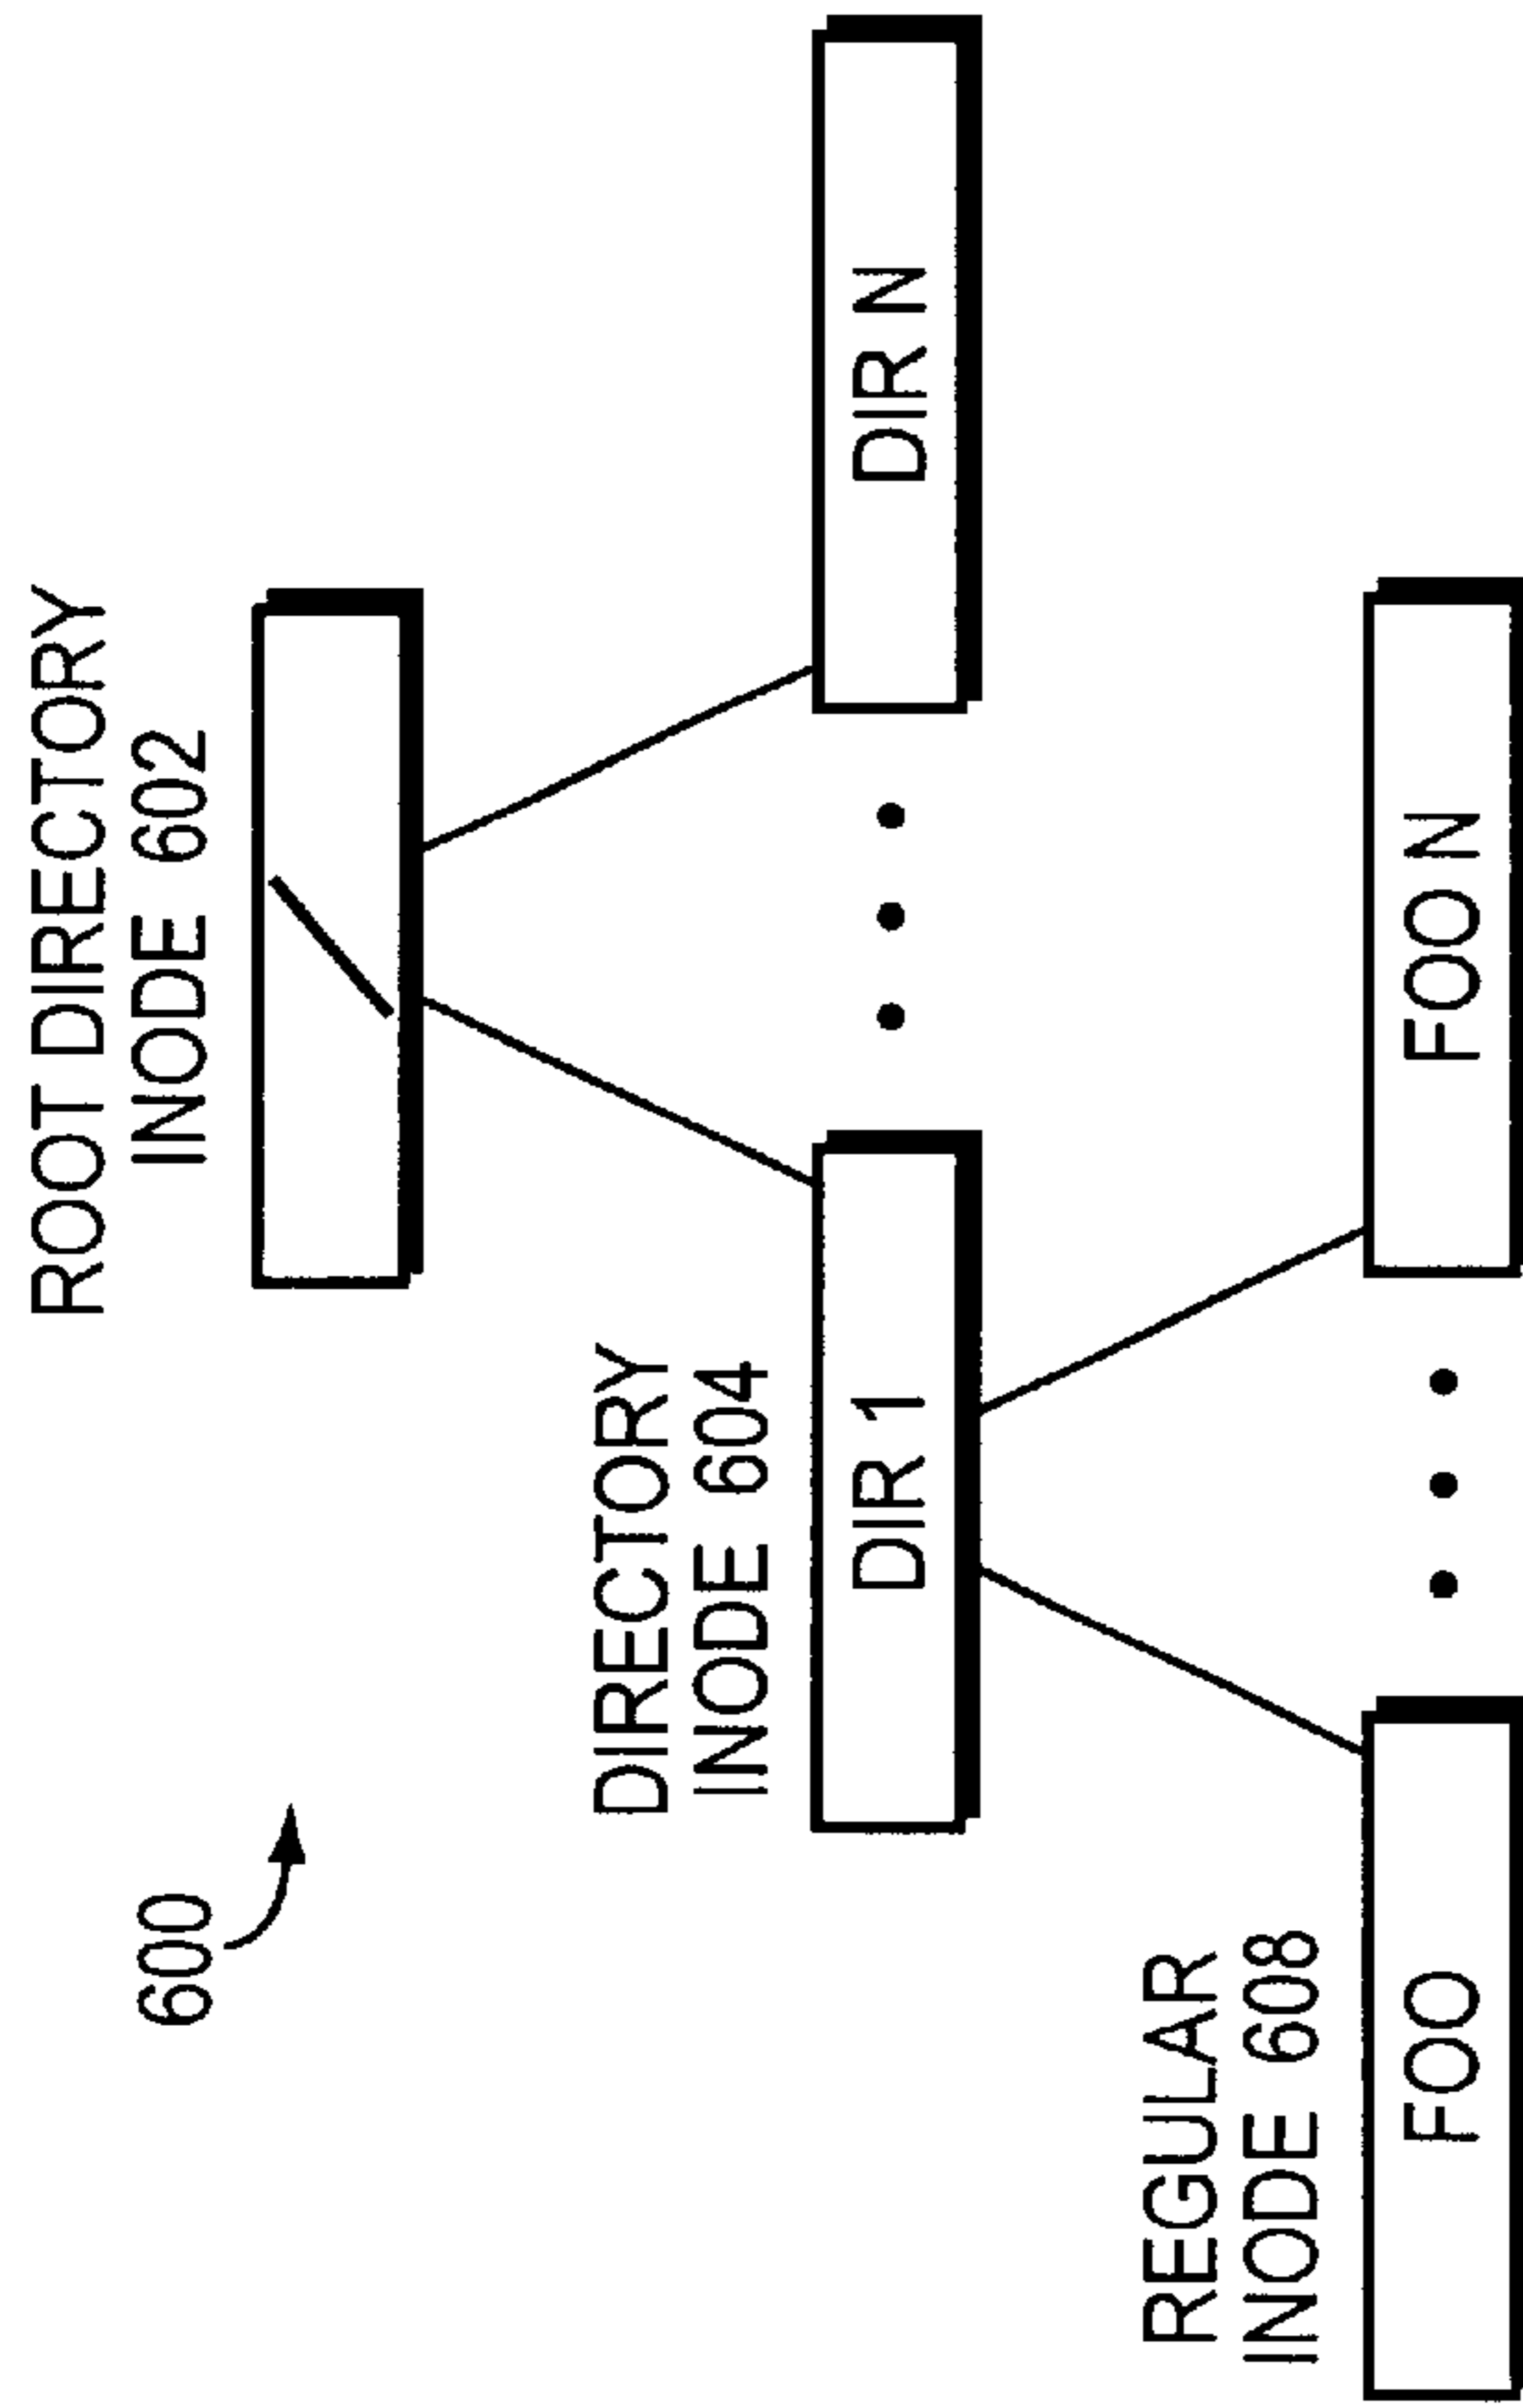 600
ROOT DIRECTORY
INODE 602
/
DIRECTORY
INODE 604
DIR 1
DIR N
REGULAR
INODE 608
FOO
FOO N